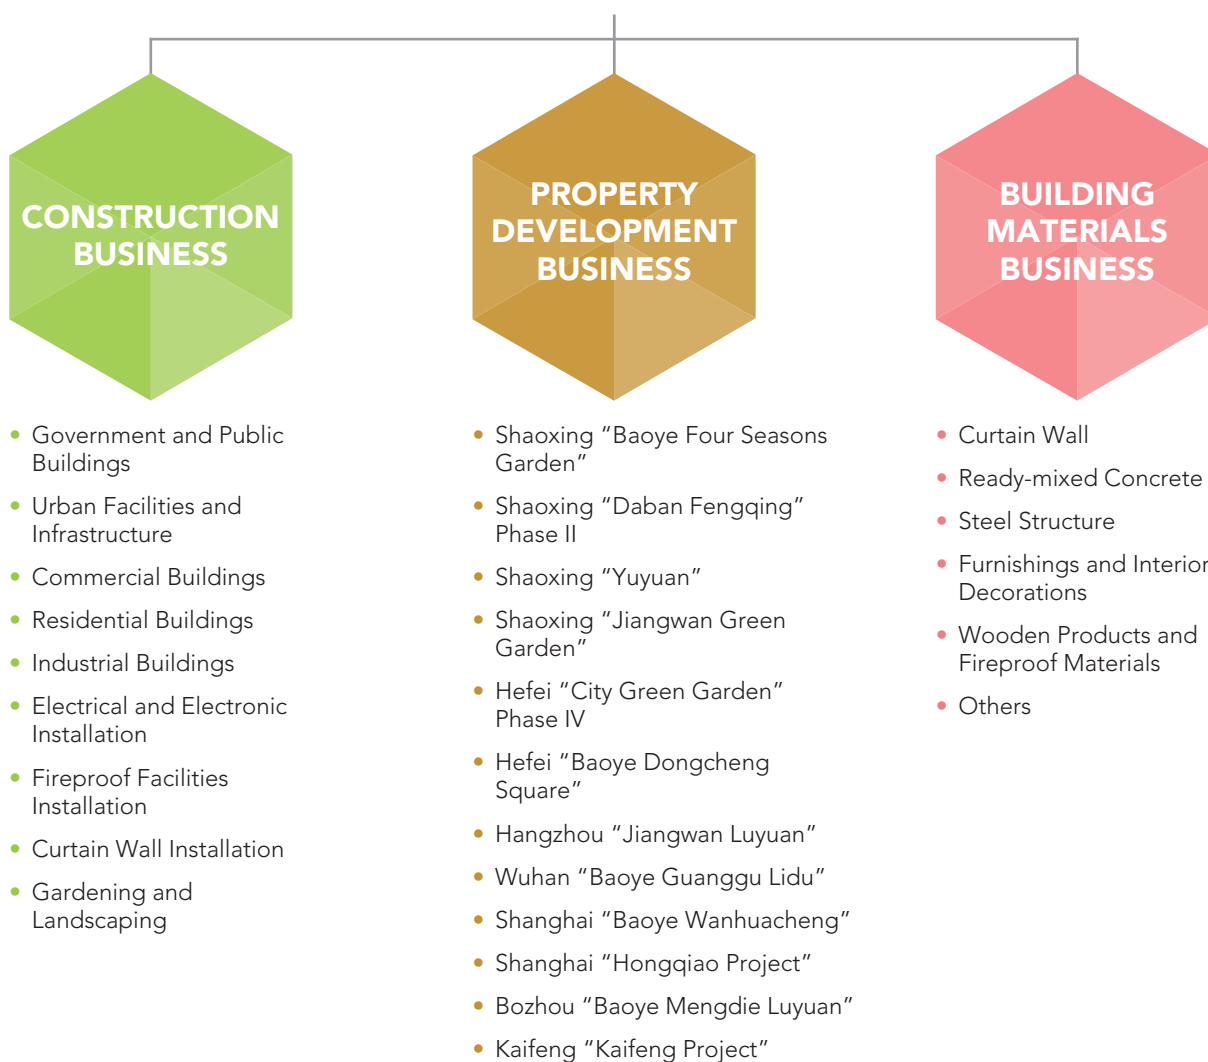 CONSTRUCTION
BUSINESS
• Government and Public
Buildings
• Urban Facilities and
Infrastructure
• Commercial Buildings
• Residential Buildings
• Industrial Buildings
• Electrical and Electronic
Installation
• Fireproof Facilities
Installation
• Curtain Wall Installation
• Gardening and
Landscaping
PROPERTY
DEVELOPMENT
BUSINESS
• Shaoxing “Baoye Four Seasons
Garden”
• Shaoxing “Daban Fengqing”
Phase II
• Shaoxing “Yuyuan”
• Shaoxing “Jiangwan Green
Garden”
• Hefei “City Green Garden”
Phase IV
• Hefei “Baoye Dongcheng
Square”
• Hangzhou “Jiangwan Luyuan”
• Wuhan “Baoye Guanggu Lidu”
• Shanghai “Baoye Wanhuacheng”
• Shanghai “Hongqiao Project”
• Bozhou “Baoye Mengdie Luyuan”
• Kaifeng “Kaifeng Project”
BUILDING
MATERIALS
BUSINESS
• Curtain Wall
• Ready-mixed Concrete
• Steel Structure
• Furnishings and Interior
Decorations
• Wooden Products and
Fireproof Materials
• Others